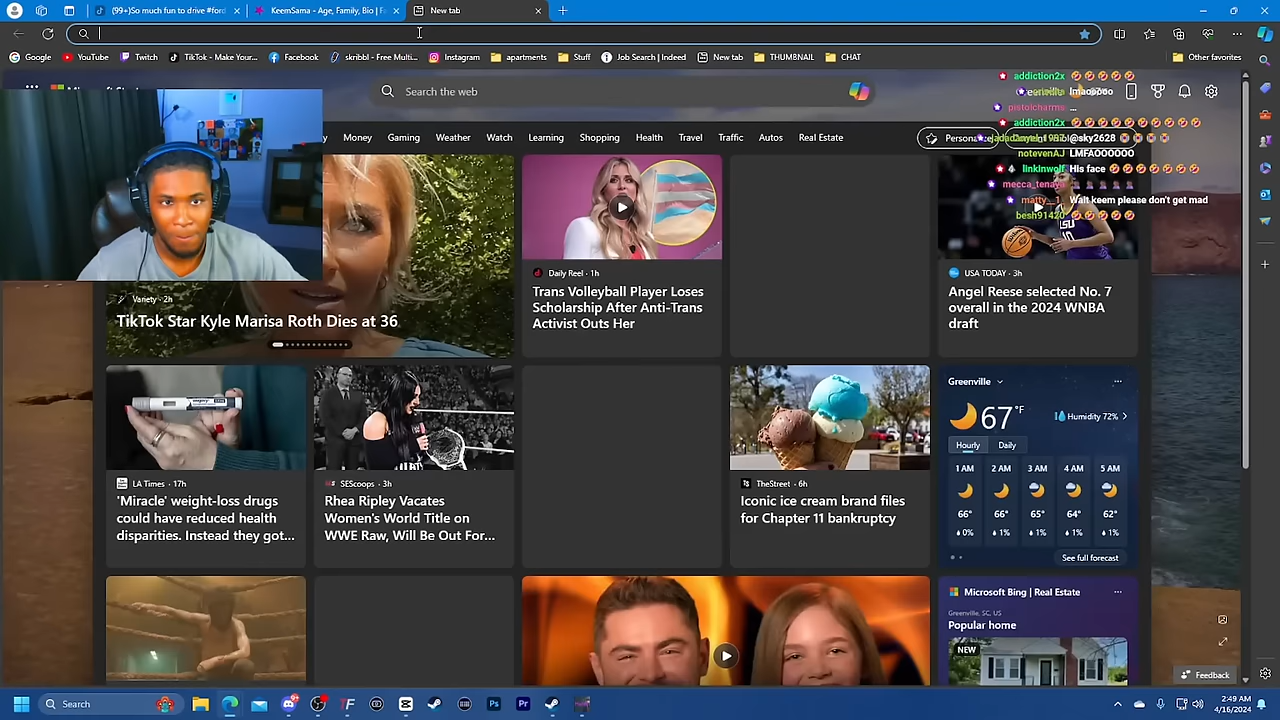 (99+)So much fun to drive #ford
KeemSama - Age, Family, Bio | F
New tab
Google
YouTube
Twitch
TikTok - Make Your...
Facebook
skribbl - Free Multi...
Instagram
apartments
Stuff
Job Search | Indeed
New tab
THUMBNAIL
CHAT
Other favorites
Search the web
Money
Gaming
Weather
Watch
Learning
Shopping
Health
Travel
Traffic
Autos
Real Estate
addiction2x
lmaoooo
pistolcharms ...
addiction2x
@sky2628
notevenAJ LMFAOOOOOO
linkinwolf His face
mecca_tenaya
matty__1 Wait keem please don't get mad
besh91420
Variety · 2h
TikTok Star Kyle Marisa Roth Dies at 36
Daily Reel · 1h
Trans Volleyball Player Loses
Scholarship After Anti-Trans
Activist Outs Her
USA TODAY · 3h
Angel Reese selected No. 7
overall in the 2024 WNBA
draft
LA Times · 17h
'Miracle' weight-loss drugs
could have reduced health
disparities. Instead they got...
SEScoops · 3h
Rhea Ripley Vacates
Women's World Title on
WWE Raw, Will Be Out For...
TheStreet · 6h
Iconic ice cream brand files
for Chapter 11 bankruptcy
Greenville
67°F
Humidity 72%
Hourly
Daily
1 AM 2 AM 3 AM 4 AM 5 AM
66° 66° 65° 64° 62°
0% 1% 1% 1% 1%
See full forecast
Microsoft Bing | Real Estate
Greenville, SC, US
Popular home
NEW
Feedback
Search
2:49 AM
4/16/2024